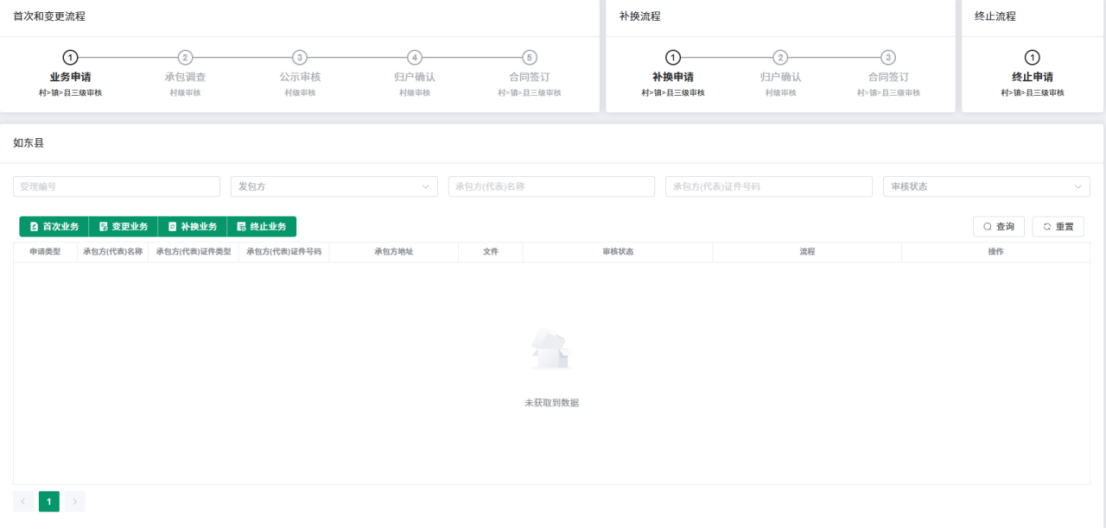 首次和变更流程 补换流程 终止流程
1 2 3 4 5 1 2 3 1
业务申请 承包调查 公示审核 归户确认 合同签订 补换申请 归户确认 合同签订 终止申请
村>镇>县三级审核 村级审核 村级审核 村级审核 村>镇>县三级审核 村>镇>县三级审核 村级审核 村>镇>县三级审核 村>镇>县三级审核
如东县
受理编号 发包方 承包方(代表)名称 承包方(代表)证件号码 审核状态
首次业务 变更业务 补换业务 终止业务 查询 重置
申请类型 承包方(代表)名称 承包方(代表)证件类型 承包方(代表)证件号码 承包方地址 文件 审核状态 流程 操作
未获取到数据
< 1 >